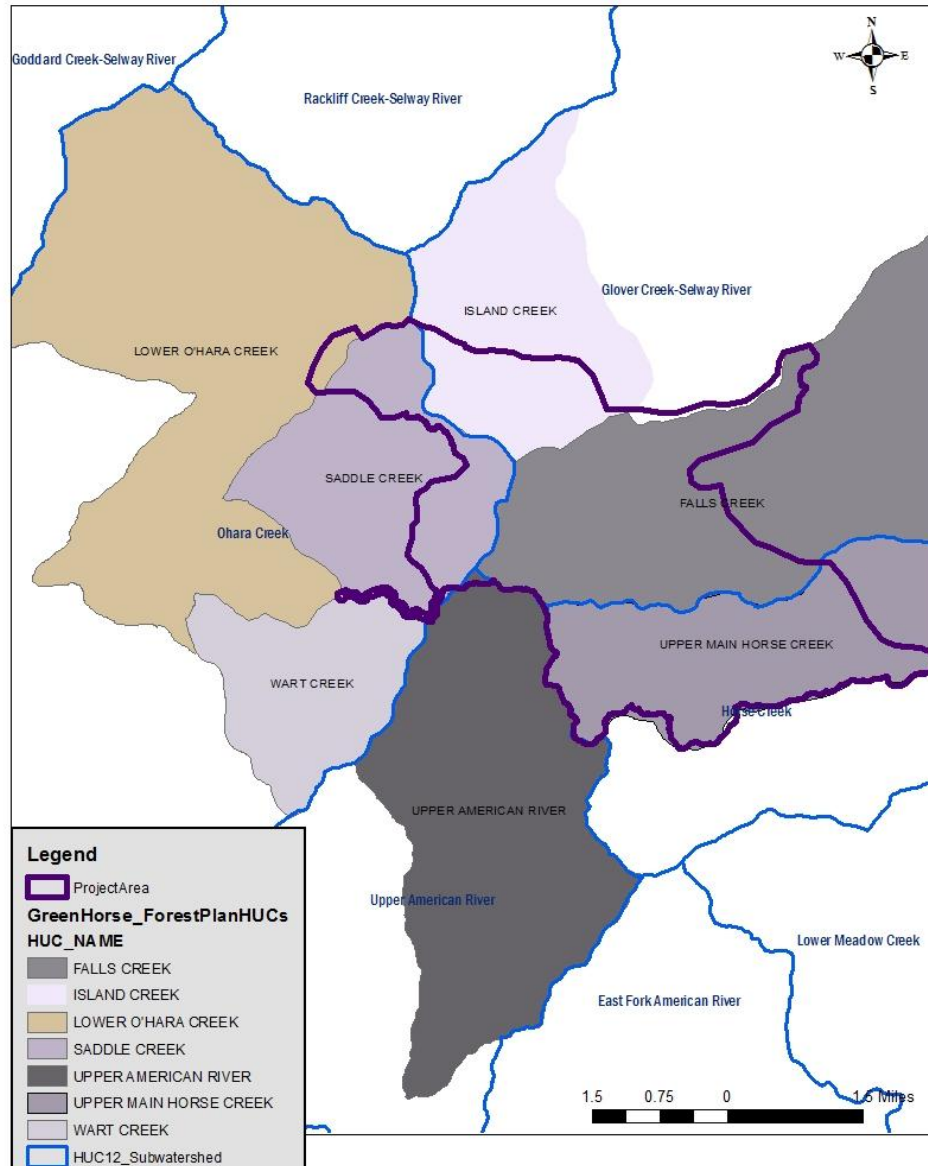 Goddard Creek-Selway River
Rackliff Creek-Selway River
N
W E
S
Glover Creek-Selway River
ISLAND CREEK
LOWER O'HARA CREEK
SADDLE CREEK
FALLS CREEK
Ohara Creek
UPPER MAIN HORSE CREEK
WART CREEK
Horse Creek
UPPER AMERICAN RIVER
Upper American River
Lower Meadow Creek
East Fork American River
1.5 0.75 0 1.5 Miles
Legend
ProjectArea
GreenHorse_ForestPlanHUCs
HUC_NAME
FALLS CREEK
ISLAND CREEK
LOWER O'HARA CREEK
SADDLE CREEK
UPPER AMERICAN RIVER
UPPER MAIN HORSE CREEK
WART CREEK
HUC12_Subwatershed